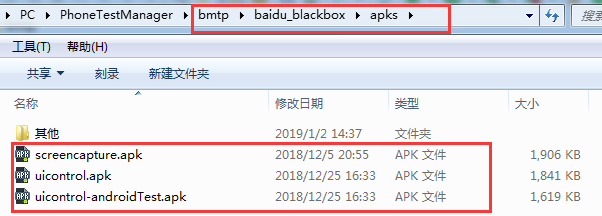 PC PhoneTestManager bmtp baidu_blackbox apks 搜索
工具(T) 帮助(H)
共享 刻录 新建文件夹
名称 修改日期 类型 大小
其他 2019/1/2 14:37 文件夹
screencapture.apk 2018/12/5 20:55 APK 文件 1,906 KB
uicontrol.apk 2018/12/25 16:33 APK 文件 1,841 KB
uicontrol-androidTest.apk 2018/12/25 16:33 APK 文件 1,619 KB